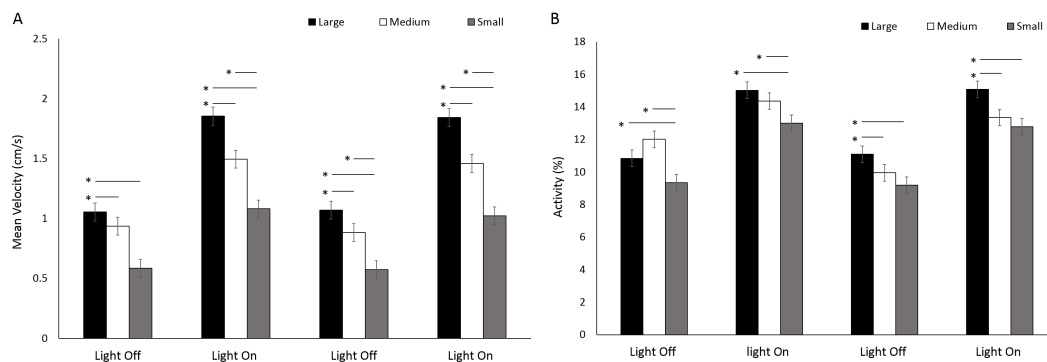 A
Large Medium Small
2.5
2
1.5
1
0.5
0
Mean Velocity (cm/s)
* * * * * * * * * * *
Light Off Light On Light Off Light On
B
Large Medium Small
18
16
14
12
10
8
6
4
2
0
Activity (%)
* * * * * * * *
Light Off light On Light Off Light On